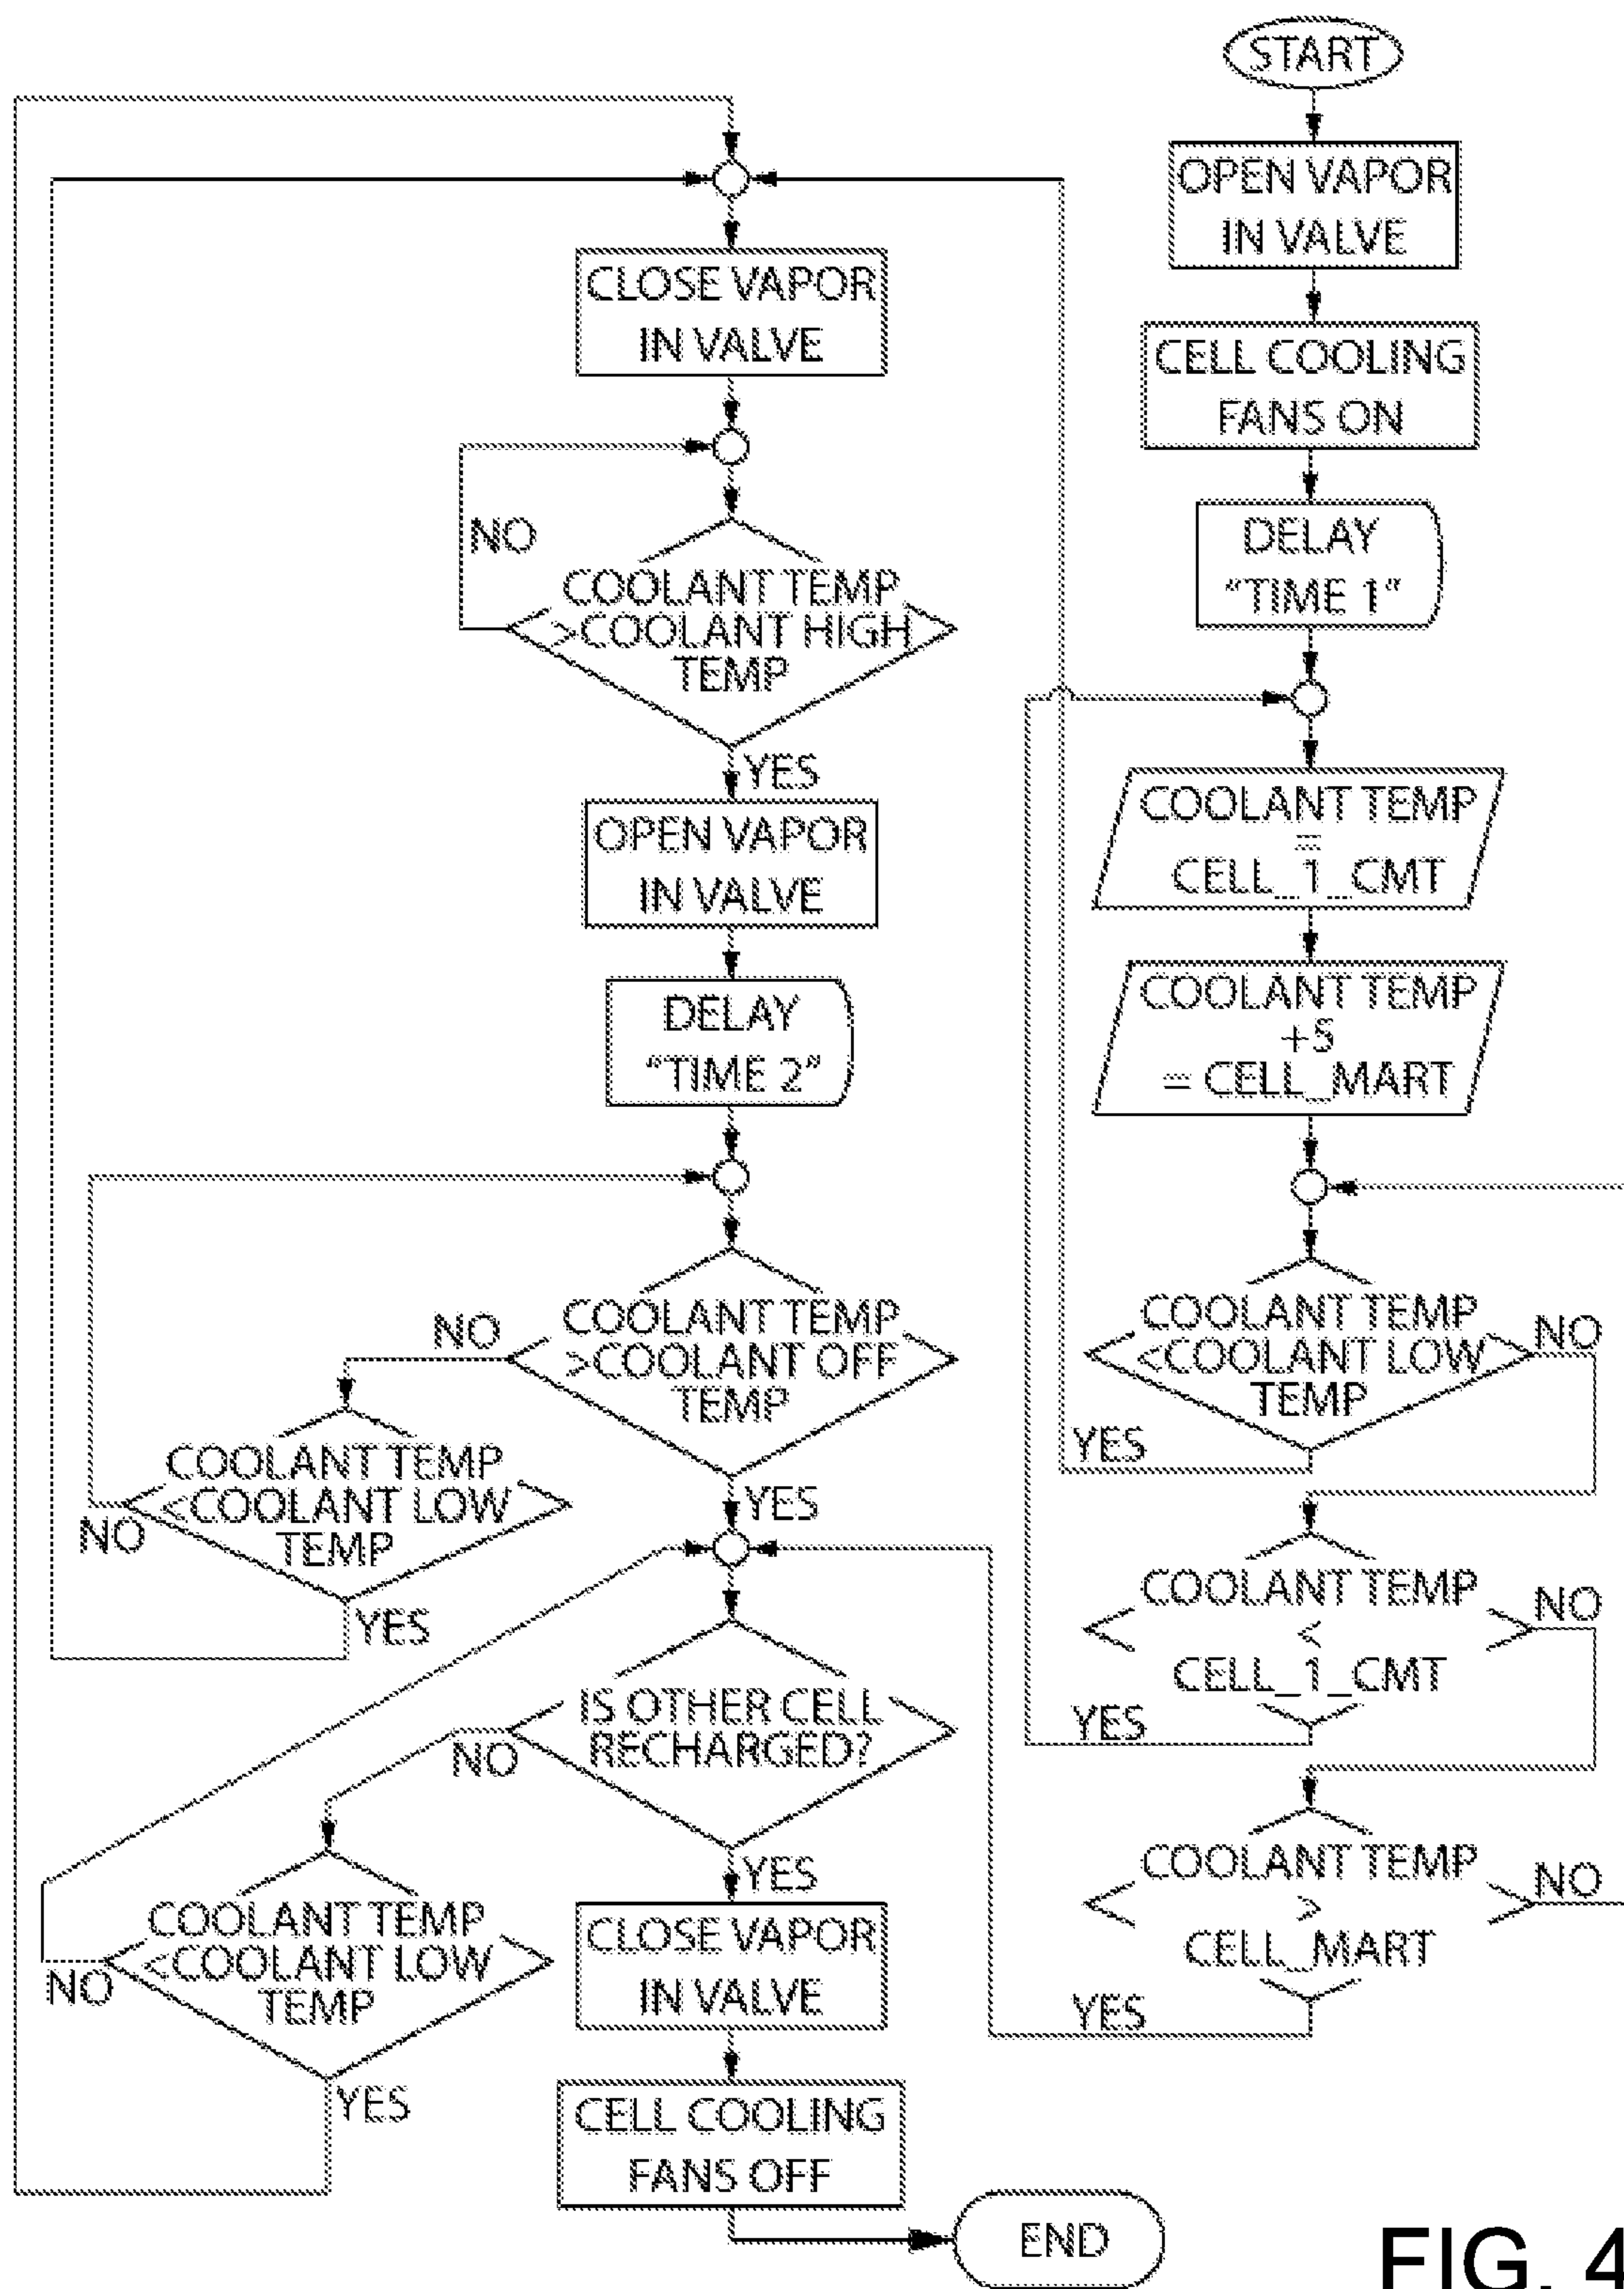 START
OPEN VAPOR
IN VALVE
CELL COOLING
FANS ON
DELAY
“TIME 1”
COOLANT TEMP
=
CELL_1_CMT
COOLANT TEMP
+5
= CELL_MART
COOLANT TEMP
<COOLANT LOW
TEMP
NO
YES
COOLANT TEMP
<
CELL_1_CMT
NO
YES
COOLANT TEMP
>
CELL_MART
NO
YES
CLOSE VAPOR
IN VALVE
NO
COOLANT TEMP
>COOLANT HIGH
TEMP
YES
OPEN VAPOR
IN VALVE
DELAY
“TIME 2”
NO
COOLANT TEMP
>COOLANT OFF
TEMP
YES
COOLANT TEMP
<COOLANT LOW
TEMP
NO
YES
IS OTHER CELL
RECHARGED?
NO
YES
COOLANT TEMP
<COOLANT LOW
TEMP
NO
YES
CLOSE VAPOR
IN VALVE
CELL COOLING
FANS OFF
END
FIG. 4